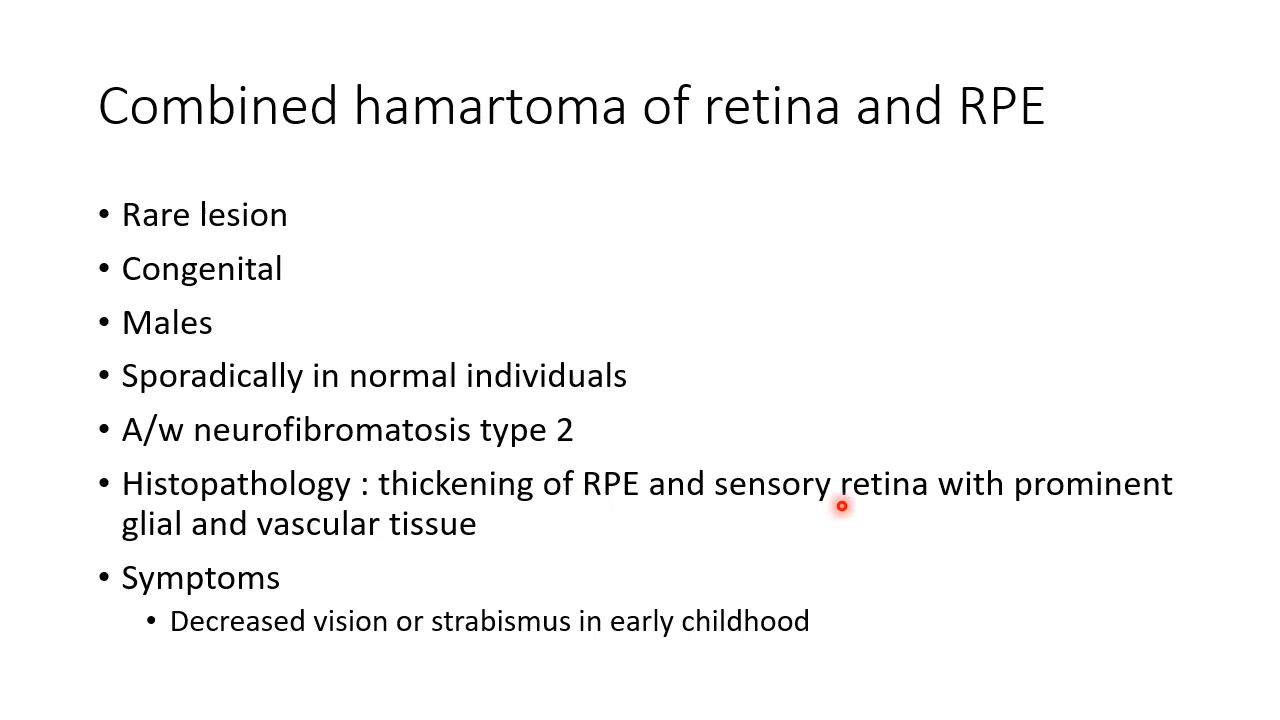 Combined hamartoma of retina and RPE
• Rare lesion
• Congenital
• Males
• Sporadically in normal individuals
• A/w neurofibromatosis type 2
• Histopathology : thickening of RPE and sensory retina with prominent
glial and vascular tissue
• Symptoms
• Decreased vision or strabismus in early childhood